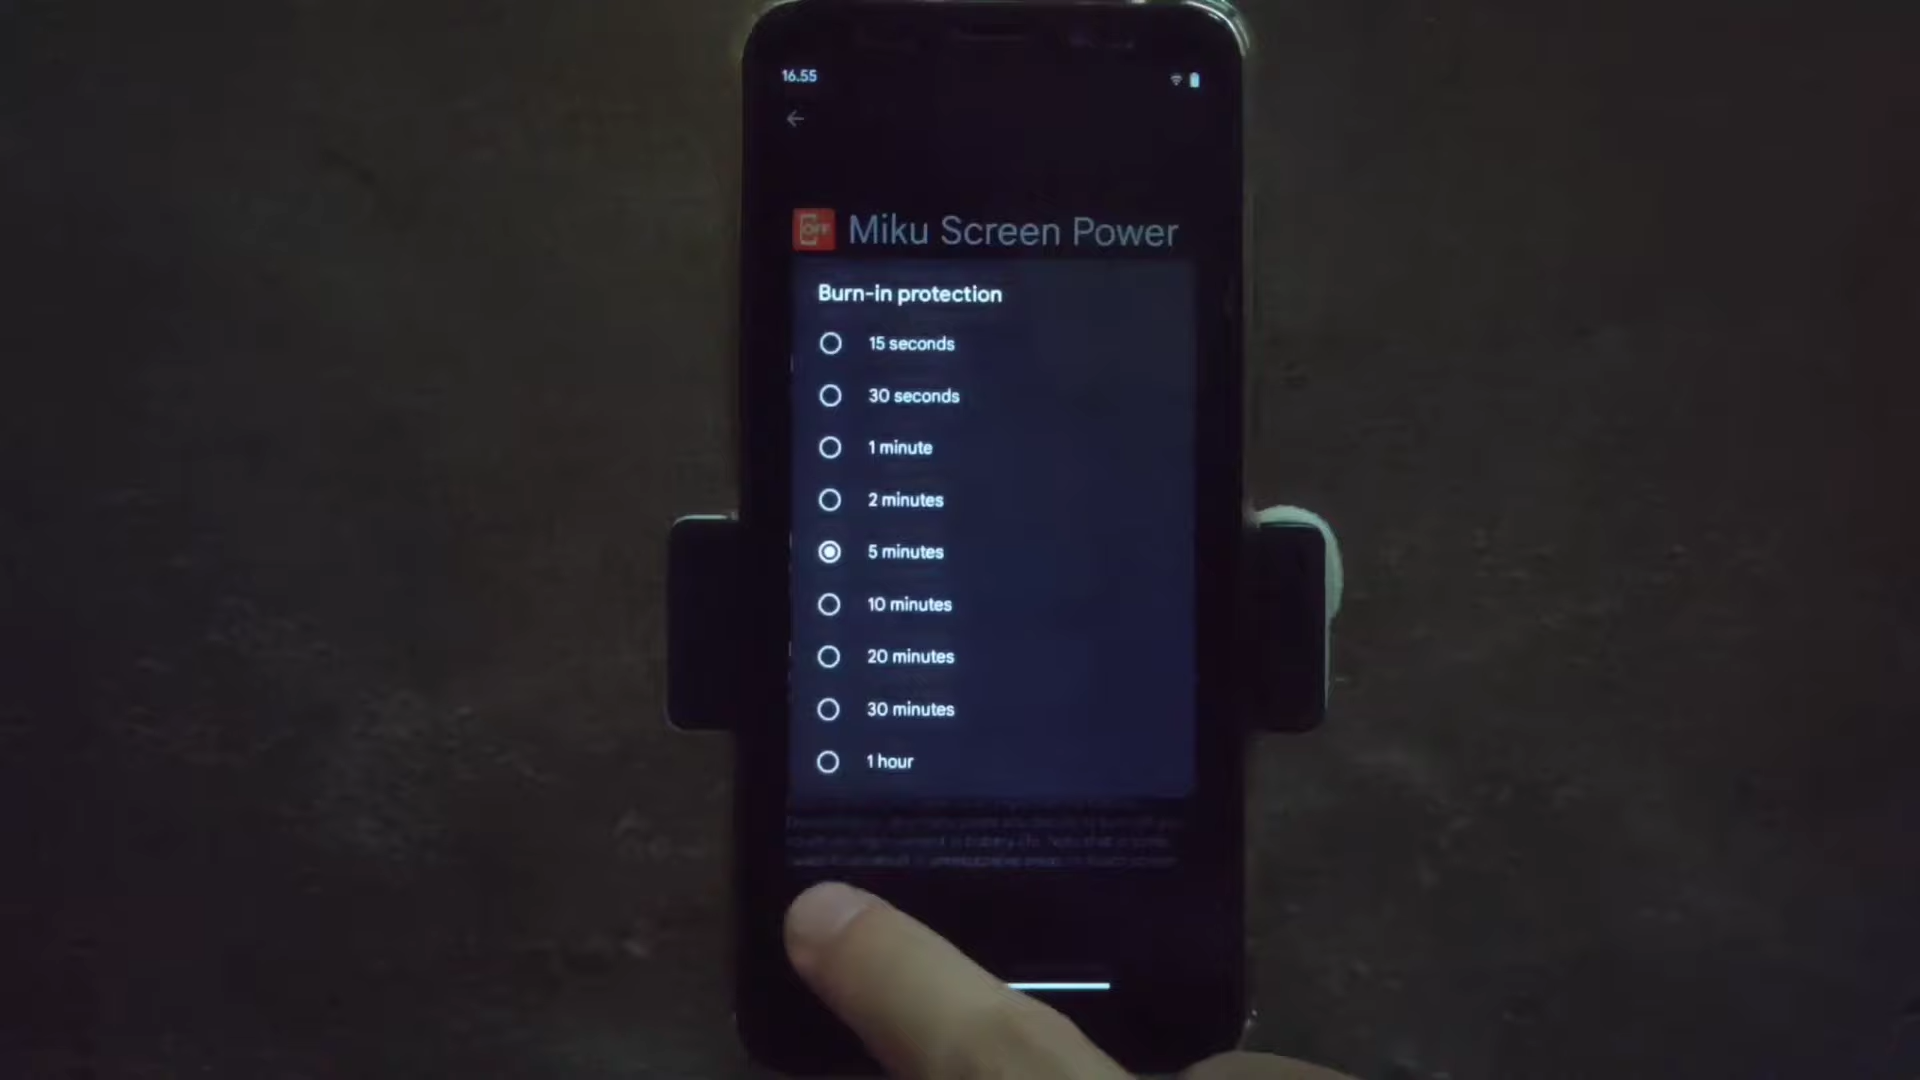 16.55
OFF
Miku Screen Power
Burn-in protection
15 seconds
30 seconds
1 minute
2 minutes
5 minutes
10 minutes
20 minutes
30 minutes
1 hour